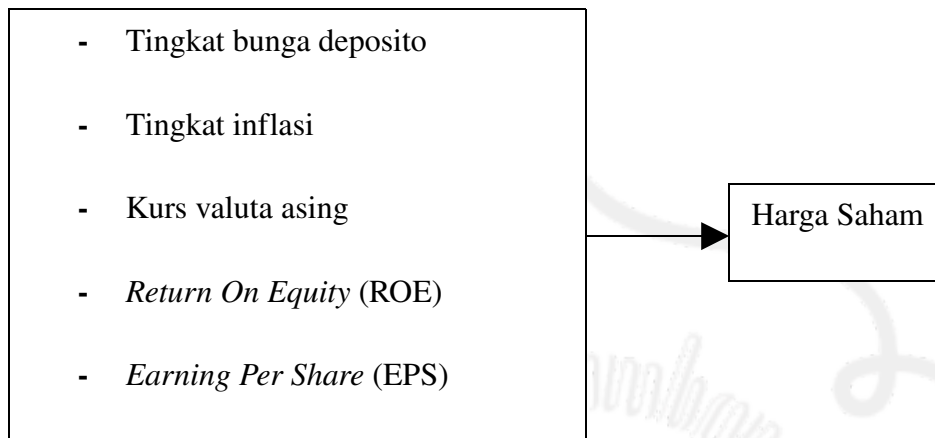 - Tingkat bunga deposito
- Tingkat inflasi
- Kurs valuta asing
- Return On Equity (ROE)
- Earning Per Share (EPS)
Harga Saham